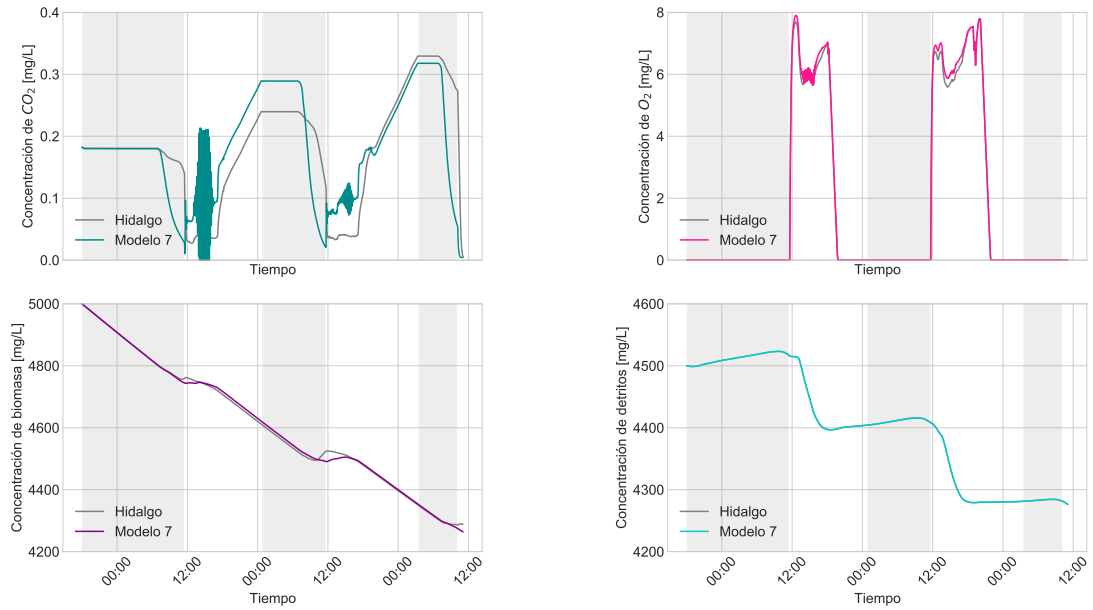 Concentración de CO₂ [mg/L]
0.4
0.3
0.2
0.1
0.0
Hidalgo
Modelo 7
Tiempo
Concentración de O₂ [mg/L]
8
6
4
2
0
Hidalgo
Modelo 7
Tiempo
Concentración de biomasa [mg/L]
5000
4800
4600
4400
4200
Hidalgo
Modelo 7
00:00
12:00
00:00
12:00
00:00
12:00
Tiempo
Concentración de detritos [mg/L]
4600
4500
4400
4300
4200
Hidalgo
Modelo 7
00:00
12:00
00:00
12:00
00:00
12:00
Tiempo